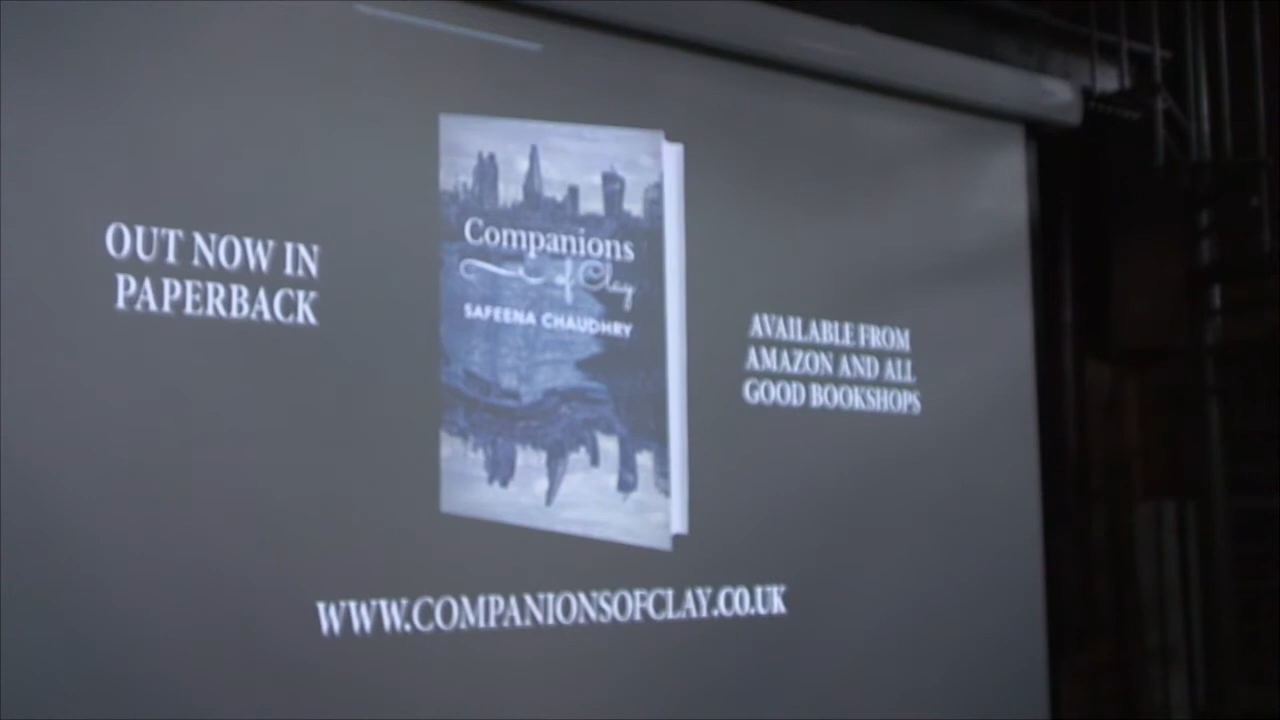 OUT NOW IN
PAPERBACK
Companions
of Clay
SAFEENA CHAUDHRY
AVAILABLE FROM
AMAZON AND ALL
GOOD BOOKSHOPS
WWW.COMPANIONSOFCLAY.CO.UK